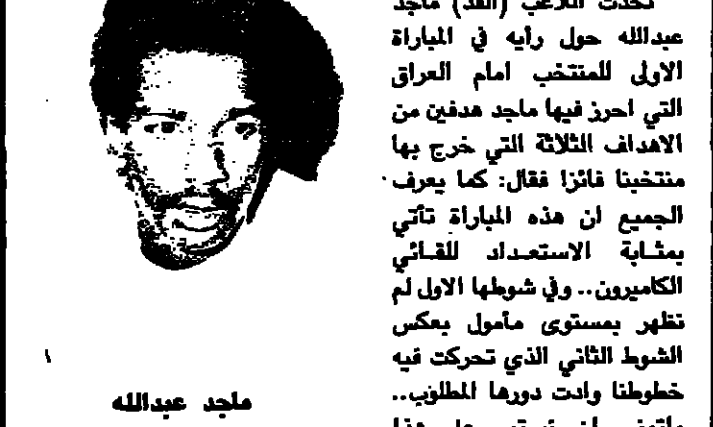 تحدث اللاعب (الفذ) ماجد
عبدالله حول رأيه في المباراة
الاولى للمنتخب امام العراق
التي احرز فيها ماجد هدفين من
الاهداف الثلاثة التي خرج بها
منتخبنا فائزا فقال: كما يعرف
الجميع ان هذه المباراة تأتي
بمثابة الاستعداد للقائي
الكاميرون.. وفي شوطها الاول لم
نظهر بمستوى مأمول بعكس
الشوط الثاني الذي تحركت فيه
خطوطنا وادت دورها المطلوب..
ماجد عبدالله